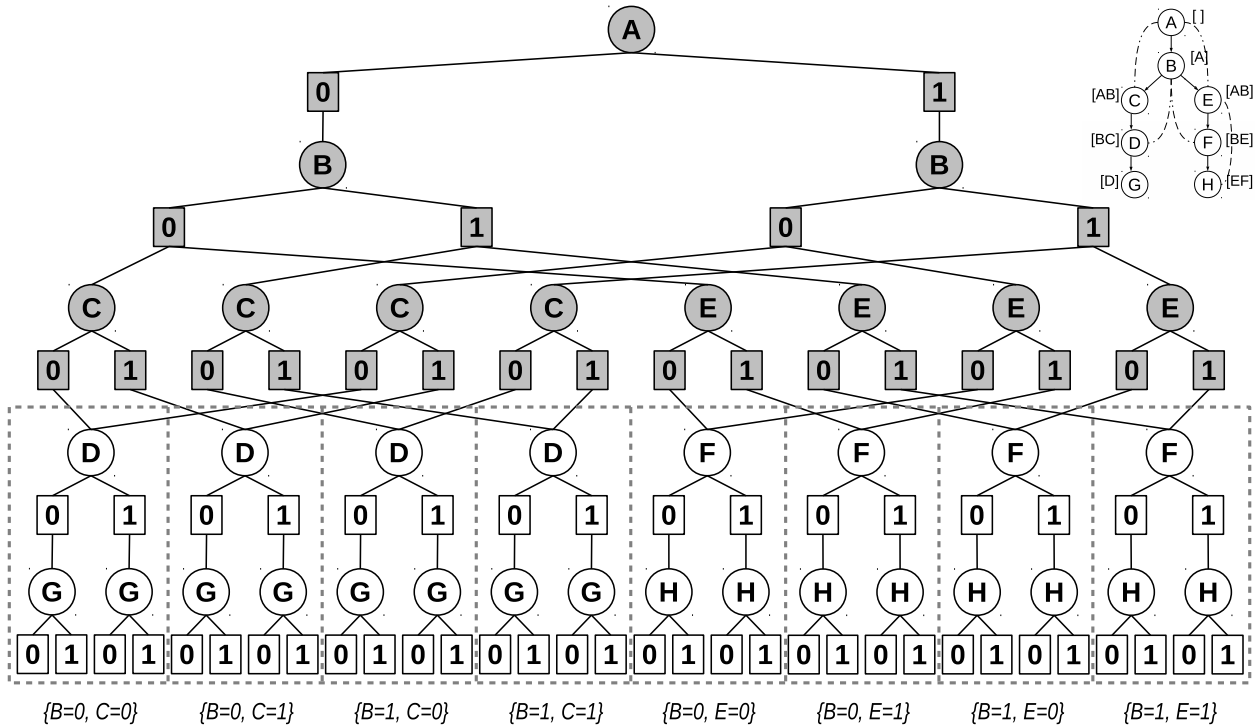 A
A [ ]
B [A]
0 1
[AB] C E [AB]
B B
[BC] D F [BE]
[D] G H [EF]
0 1 0 1
C C C C E E E E
0 1 0 1 0 1 0 1 0 1 0 1 0 1 0 1
D D D D F F F F
0 1 0 1 0 1 0 1 0 1 0 1 0 1 0 1
G G G G G G G G H H H H H H H H
0 1 0 1 0 1 0 1 0 1 0 1 0 1 0 1 0 1 0 1 0 1 0 1 0 1 0 1 0 1 0 1
{B=0, C=0} {B=0, C=1} {B=1, C=0} {B=1, C=1} {B=0, E=0} {B=0, E=1} {B=1, E=0} {B=1, E=1}